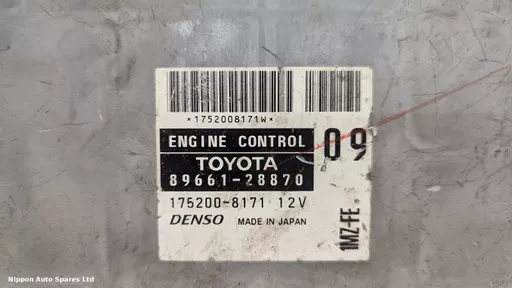 *1752008171W*
ENGINE CONTROL 09
TOYOTA
89661-28870
175200-8171 12V
DENSO MADE IN JAPAN
1MZ-FE
Nippon Auto Spares Ltd